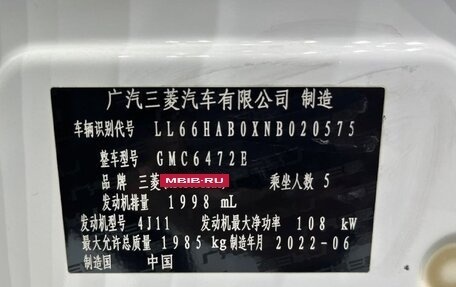 广汽三菱汽车有限公司 制造
车辆识别代号 LL66HAB0XNB020575
整车型号 GMC6472E
品牌 三菱 MBIB.RU 乘坐人数 5
发动机排量 1998 mL
发动机型号 4J11 发动机最大净功率 108 kW
最大允许总质量 1985 kg 制造年月 2022-06
制造国 中国